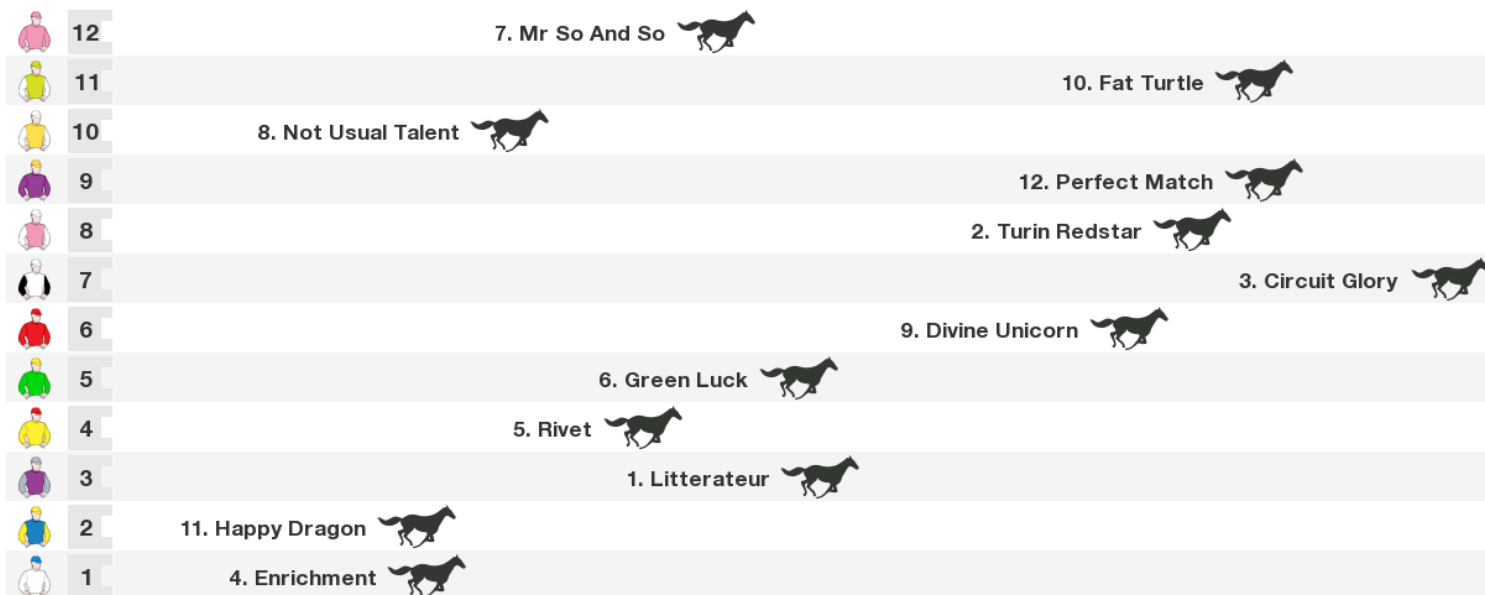 12 7. Mr So And So
11 10. Fat Turtle
10 8. Not Usual Talent
9 12. Perfect Match
8 2. Turin Redstar
7 3. Circuit Glory
6 9. Divine Unicorn
5 6. Green Luck
4 5. Rivet
3 1. Litterateur
2 11. Happy Dragon
1 4. Enrichment